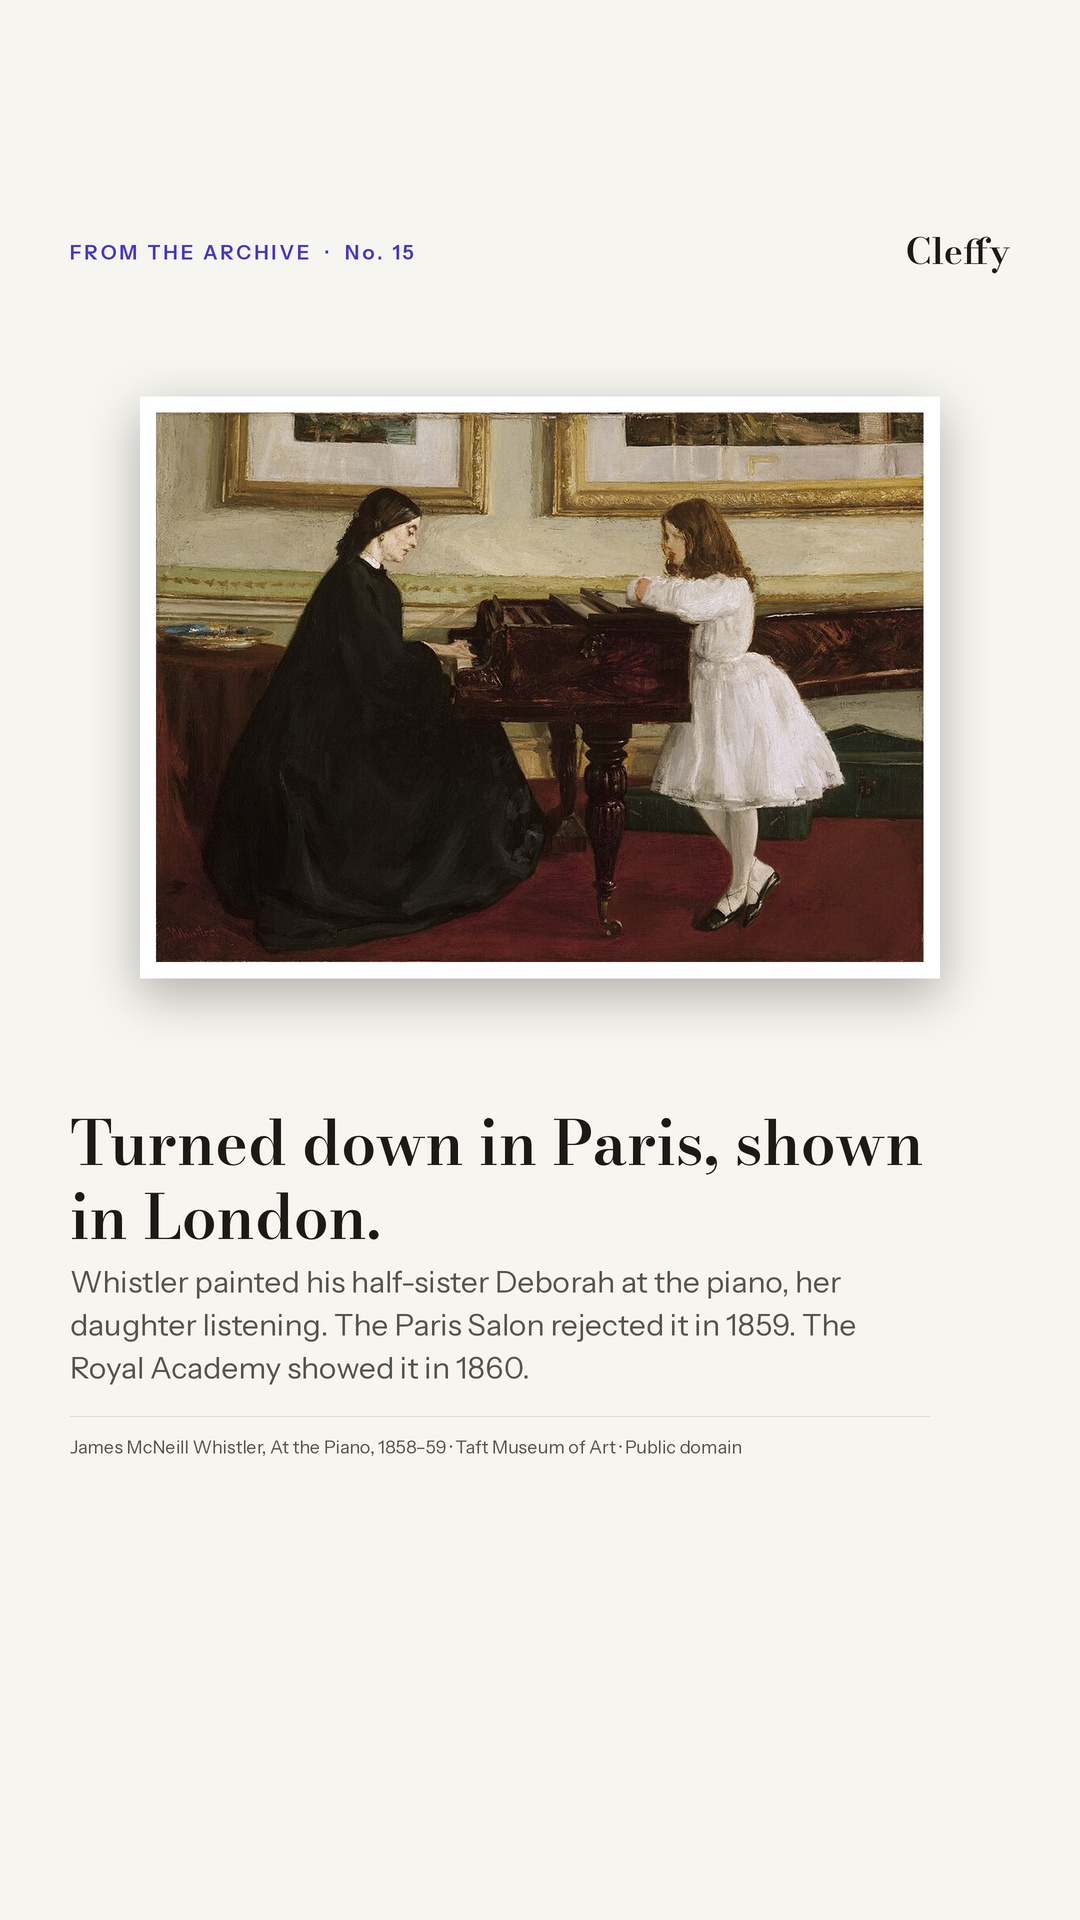 FROM THE ARCHIVE · No. 15
Cleffy
Turned down in Paris, shown
in London.
Whistler painted his half-sister Deborah at the piano, her
daughter listening. The Paris Salon rejected it in 1859. The
Royal Academy showed it in 1860.
James McNeill Whistler, At the Piano, 1858–59 · Taft Museum of Art · Public domain